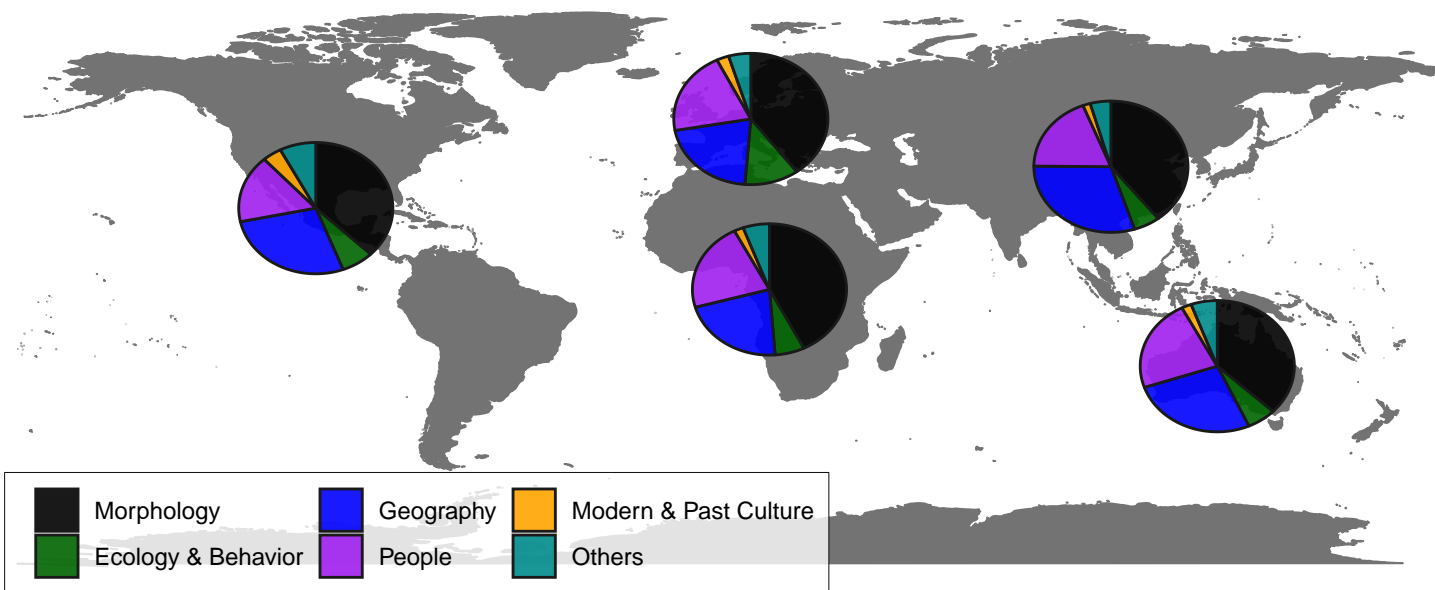 Morphology
Geography
Modern & Past Culture
Ecology & Behavior
People
Others